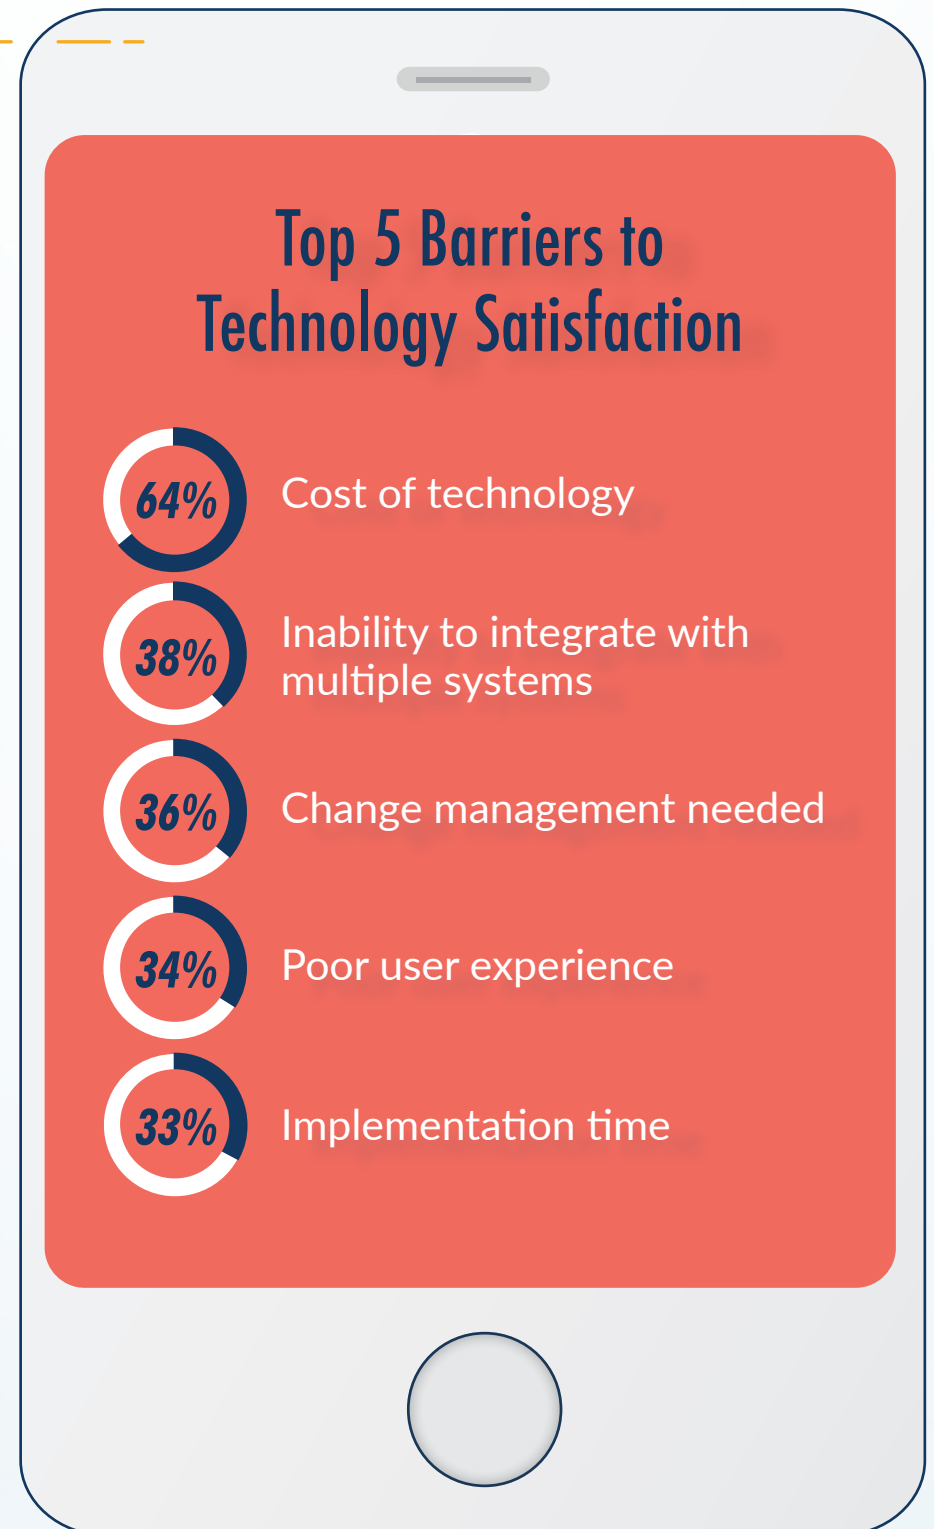 Top 5 Barriers to
Technology Satisfaction
64% Cost of technology
38% Inability to integrate with
multiple systems
36% Change management needed
34% Poor user experience
33% Implementation time